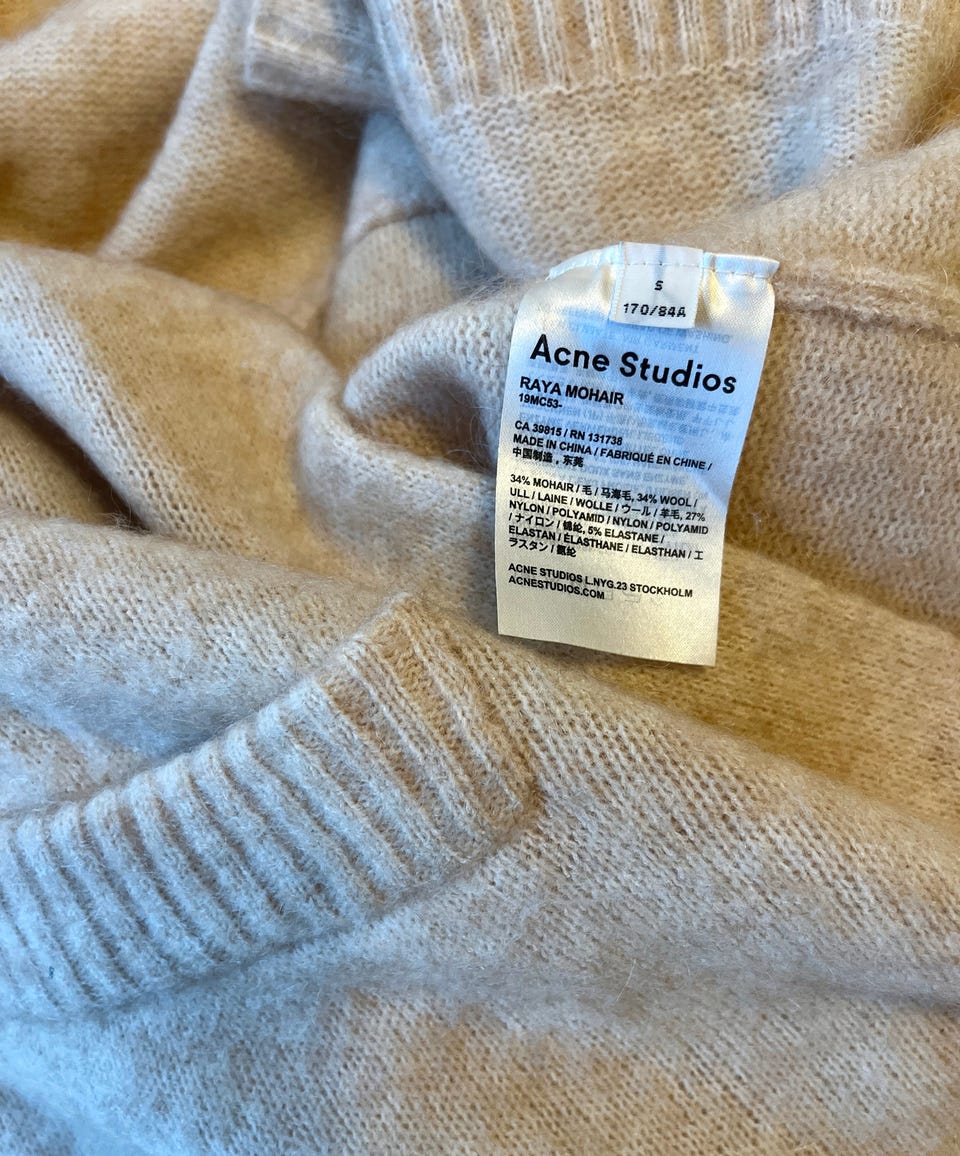 S
170/84A
Acne Studios
RAYA MOHAIR
19MC53-
CA 39815 / RN 131738
MADE IN CHINA / FABRIQUÉ EN CHINE /
中国制造，东莞
34% MOHAIR / 毛 / 马海毛, 34% WOOL /
ULL / LAINE / WOLLE / ウール / 羊毛, 27%
NYLON / POLYAMID / NYLON / POLYAMID
/ ナイロン / 锦纶, 5% ELASTANE /
ELASTAN / ÉLASTHANE / ELASTHAN / エ
ラスタン / 氨纶
ACNE STUDIOS L.NYG.23 STOCKHOLM
ACNESTUDIOS.COM